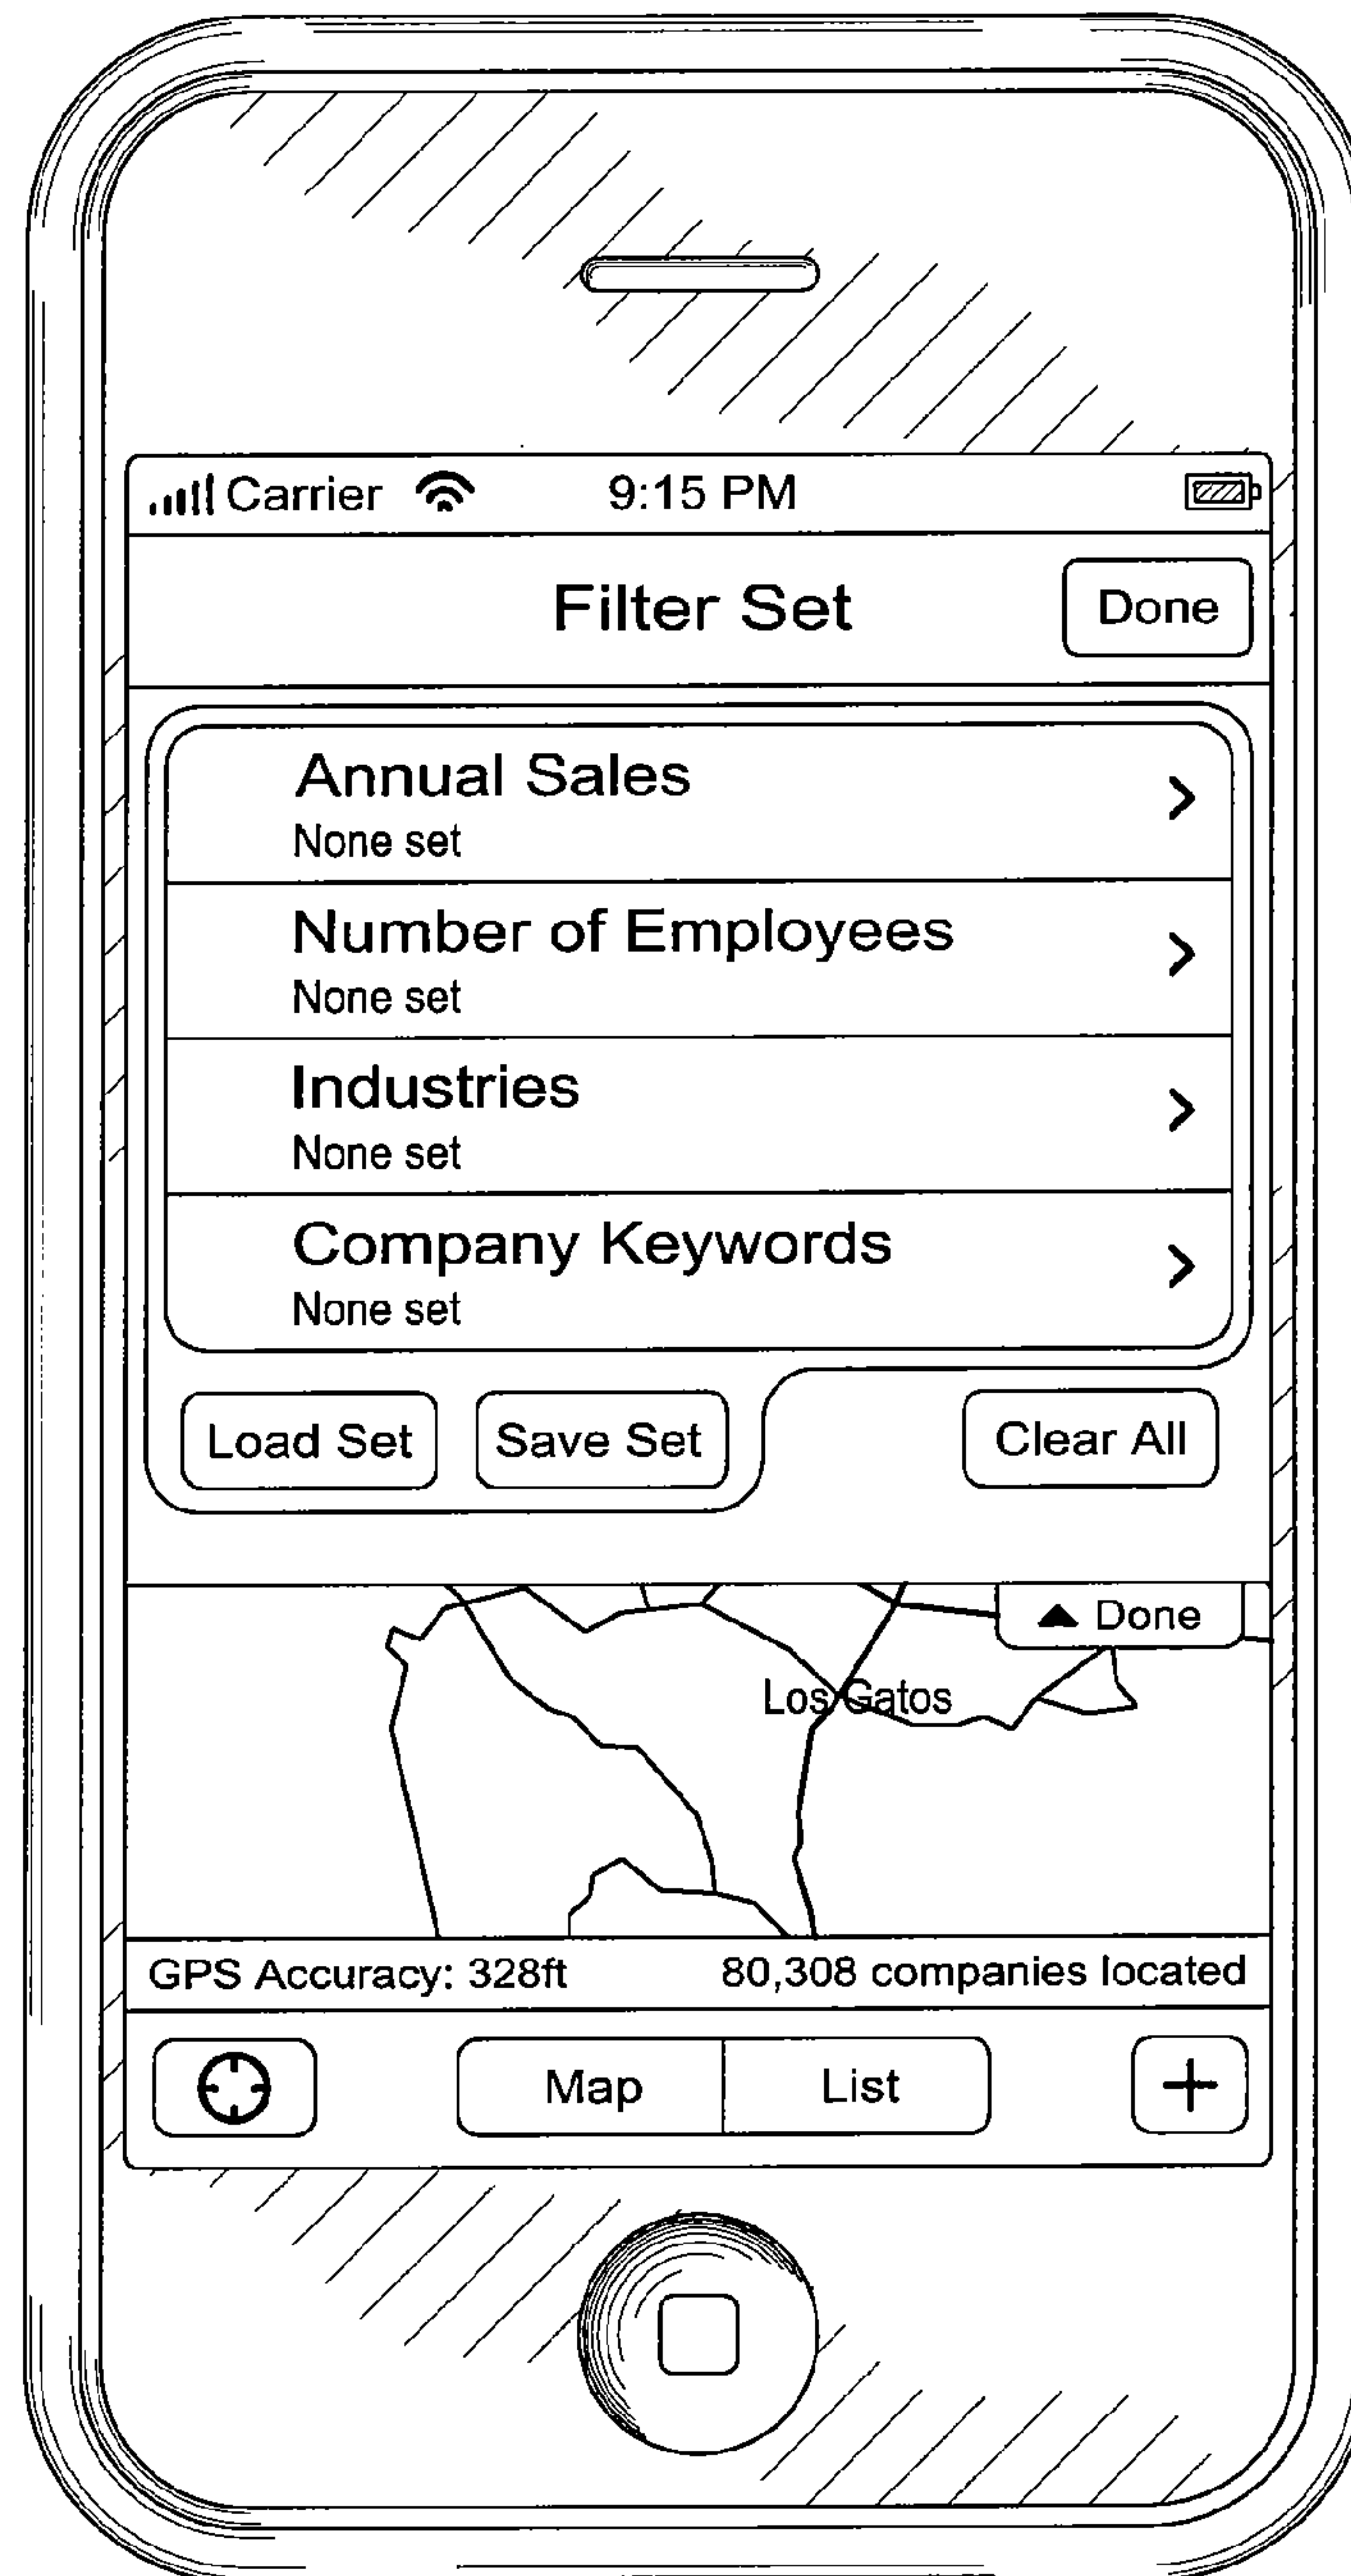 Carrier 9:15 PM
Filter Set Done
Annual Sales
None set
Number of Employees
None set
Industries
None set
Company Keywords
None set
Load Set Save Set Clear All
Done
Los Gatos
GPS Accuracy: 328ft 80,308 companies located
Map List